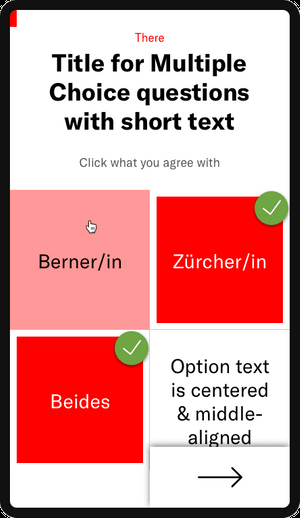 There
Title for Multiple
Choice questions
with short text
Click what you agree with
Berner/in
Zürcher/in
Beides
Option text
is centered
& middle-
aligned